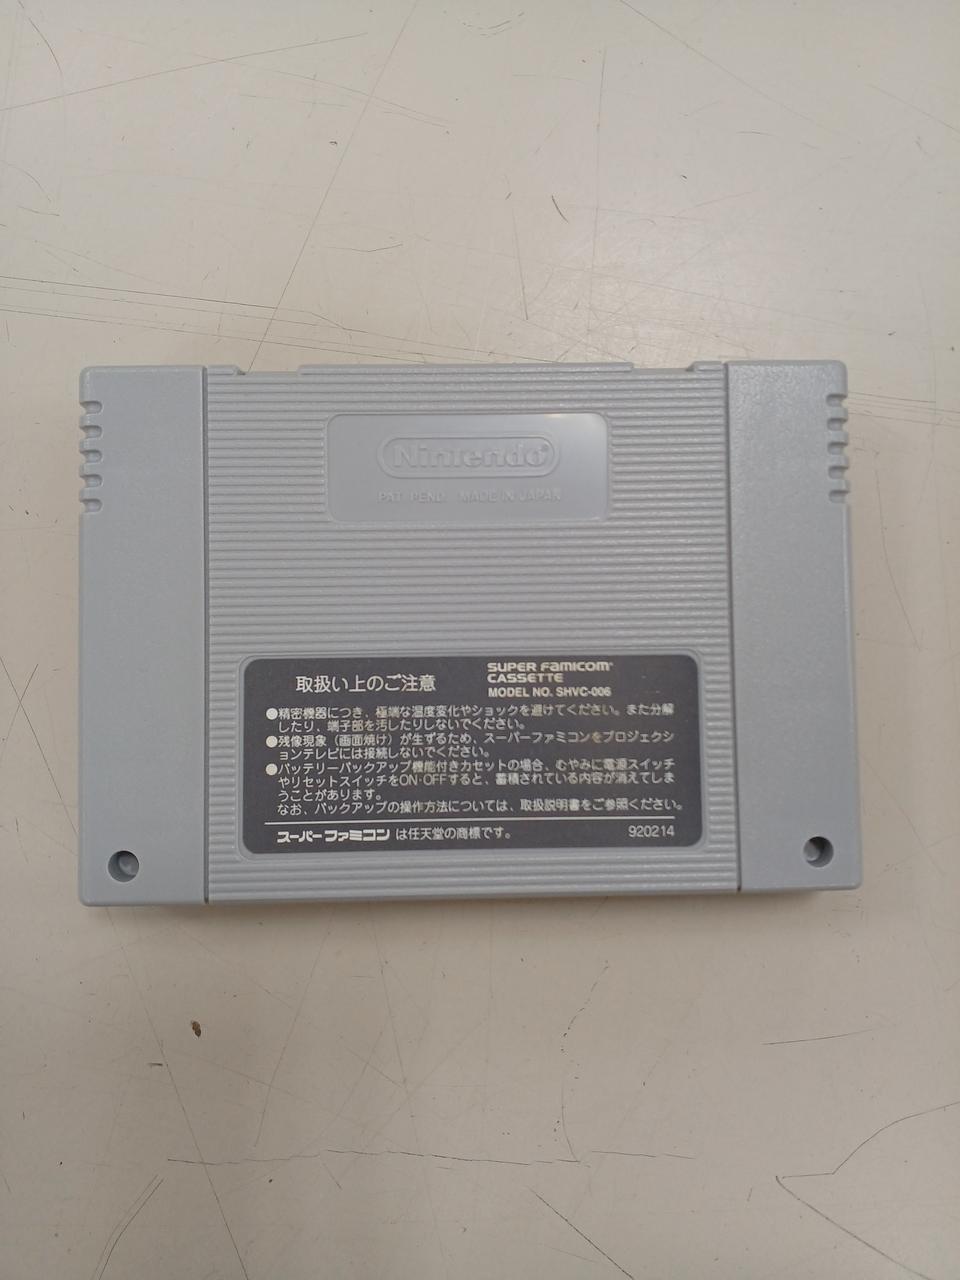 Nintendo®
PAT. PEND. MADE IN JAPAN
取扱い上のご注意
SUPER FAMICOM®
CASSETTE
MODEL NO. SHVC-006
●精密機器につき、極端な温度変化やショックを避けてください。また分解
したり、端子部を汚したりしないでください。
●残像現象（画面焼け）が生ずるため、スーパーファミコンをプロジェクシ
ョンテレビには接続しないでください。
●バッテリーバックアップ機能付きカセットの場合、むやみに電源スイッチ
やリセットスイッチをON・OFFすると、蓄積されている内容が消えてしま
うことがあります。
なお、バックアップの操作方法については、取扱説明書をご参照ください。
スーパーファミコン は任天堂の商標です。
920214